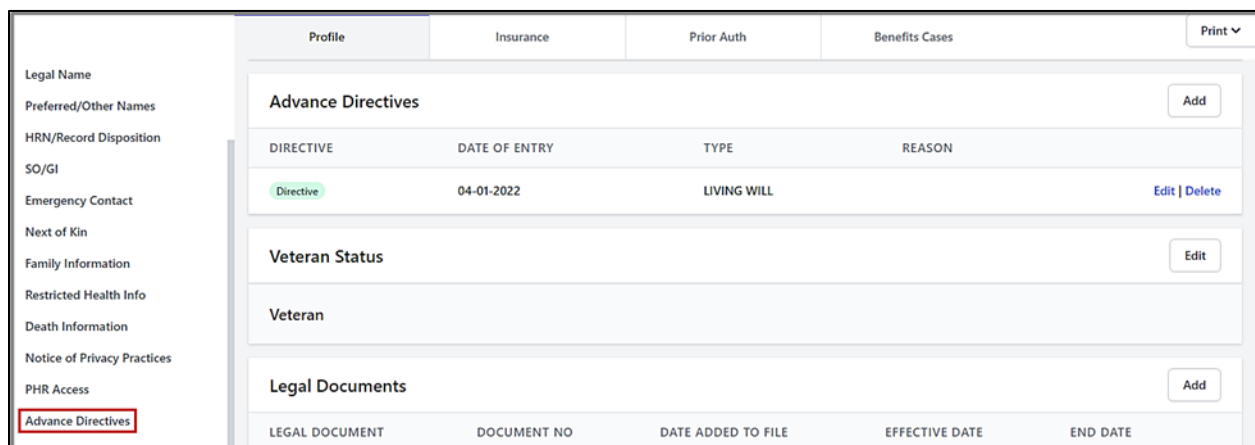 Profile Insurance Prior Auth Benefits Cases Print
Legal Name
Preferred/Other Names
HRN/Record Disposition
SO/GI
Emergency Contact
Next of Kin
Family Information
Restricted Health Info
Death Information
Notice of Privacy Practices
PHR Access
Advance Directives
Advance Directives Add
DIRECTIVE DATE OF ENTRY TYPE REASON
Directive 04-01-2022 LIVING WILL Edit | Delete
Veteran Status Edit
Veteran
Legal Documents Add
LEGAL DOCUMENT DOCUMENT NO DATE ADDED TO FILE EFFECTIVE DATE END DATE